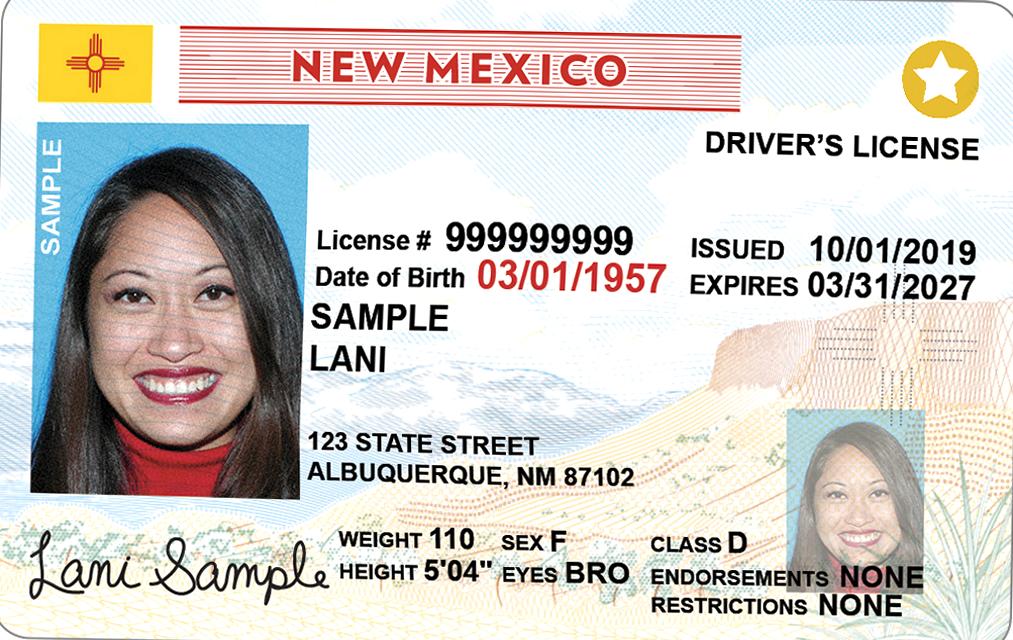 NEW MEXICO
DRIVER'S LICENSE
SAMPLE
License # 999999999
Date of Birth 03/01/1957
ISSUED 10/01/2019
EXPIRES 03/31/2027
SAMPLE
LANI
123 STATE STREET
ALBUQUERQUE, NM 87102
WEIGHT 110 SEX F
HEIGHT 5'04" EYES BRO
CLASS D
ENDORSEMENTS NONE
RESTRICTIONS NONE
Lani Sample